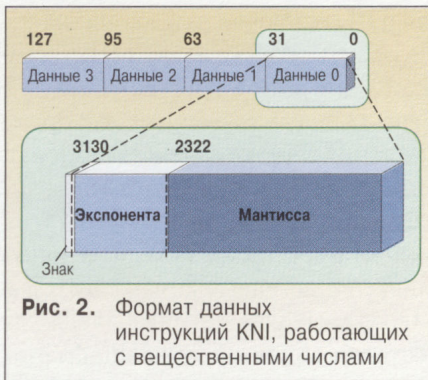 127 95 63 31 0
Данные 3 Данные 2 Данные 1 Данные 0
3130 2322
Экспонента Мантисса
Знак
Рис. 2. Формат данных
инструкций KNI, работающих
с вещественными числами